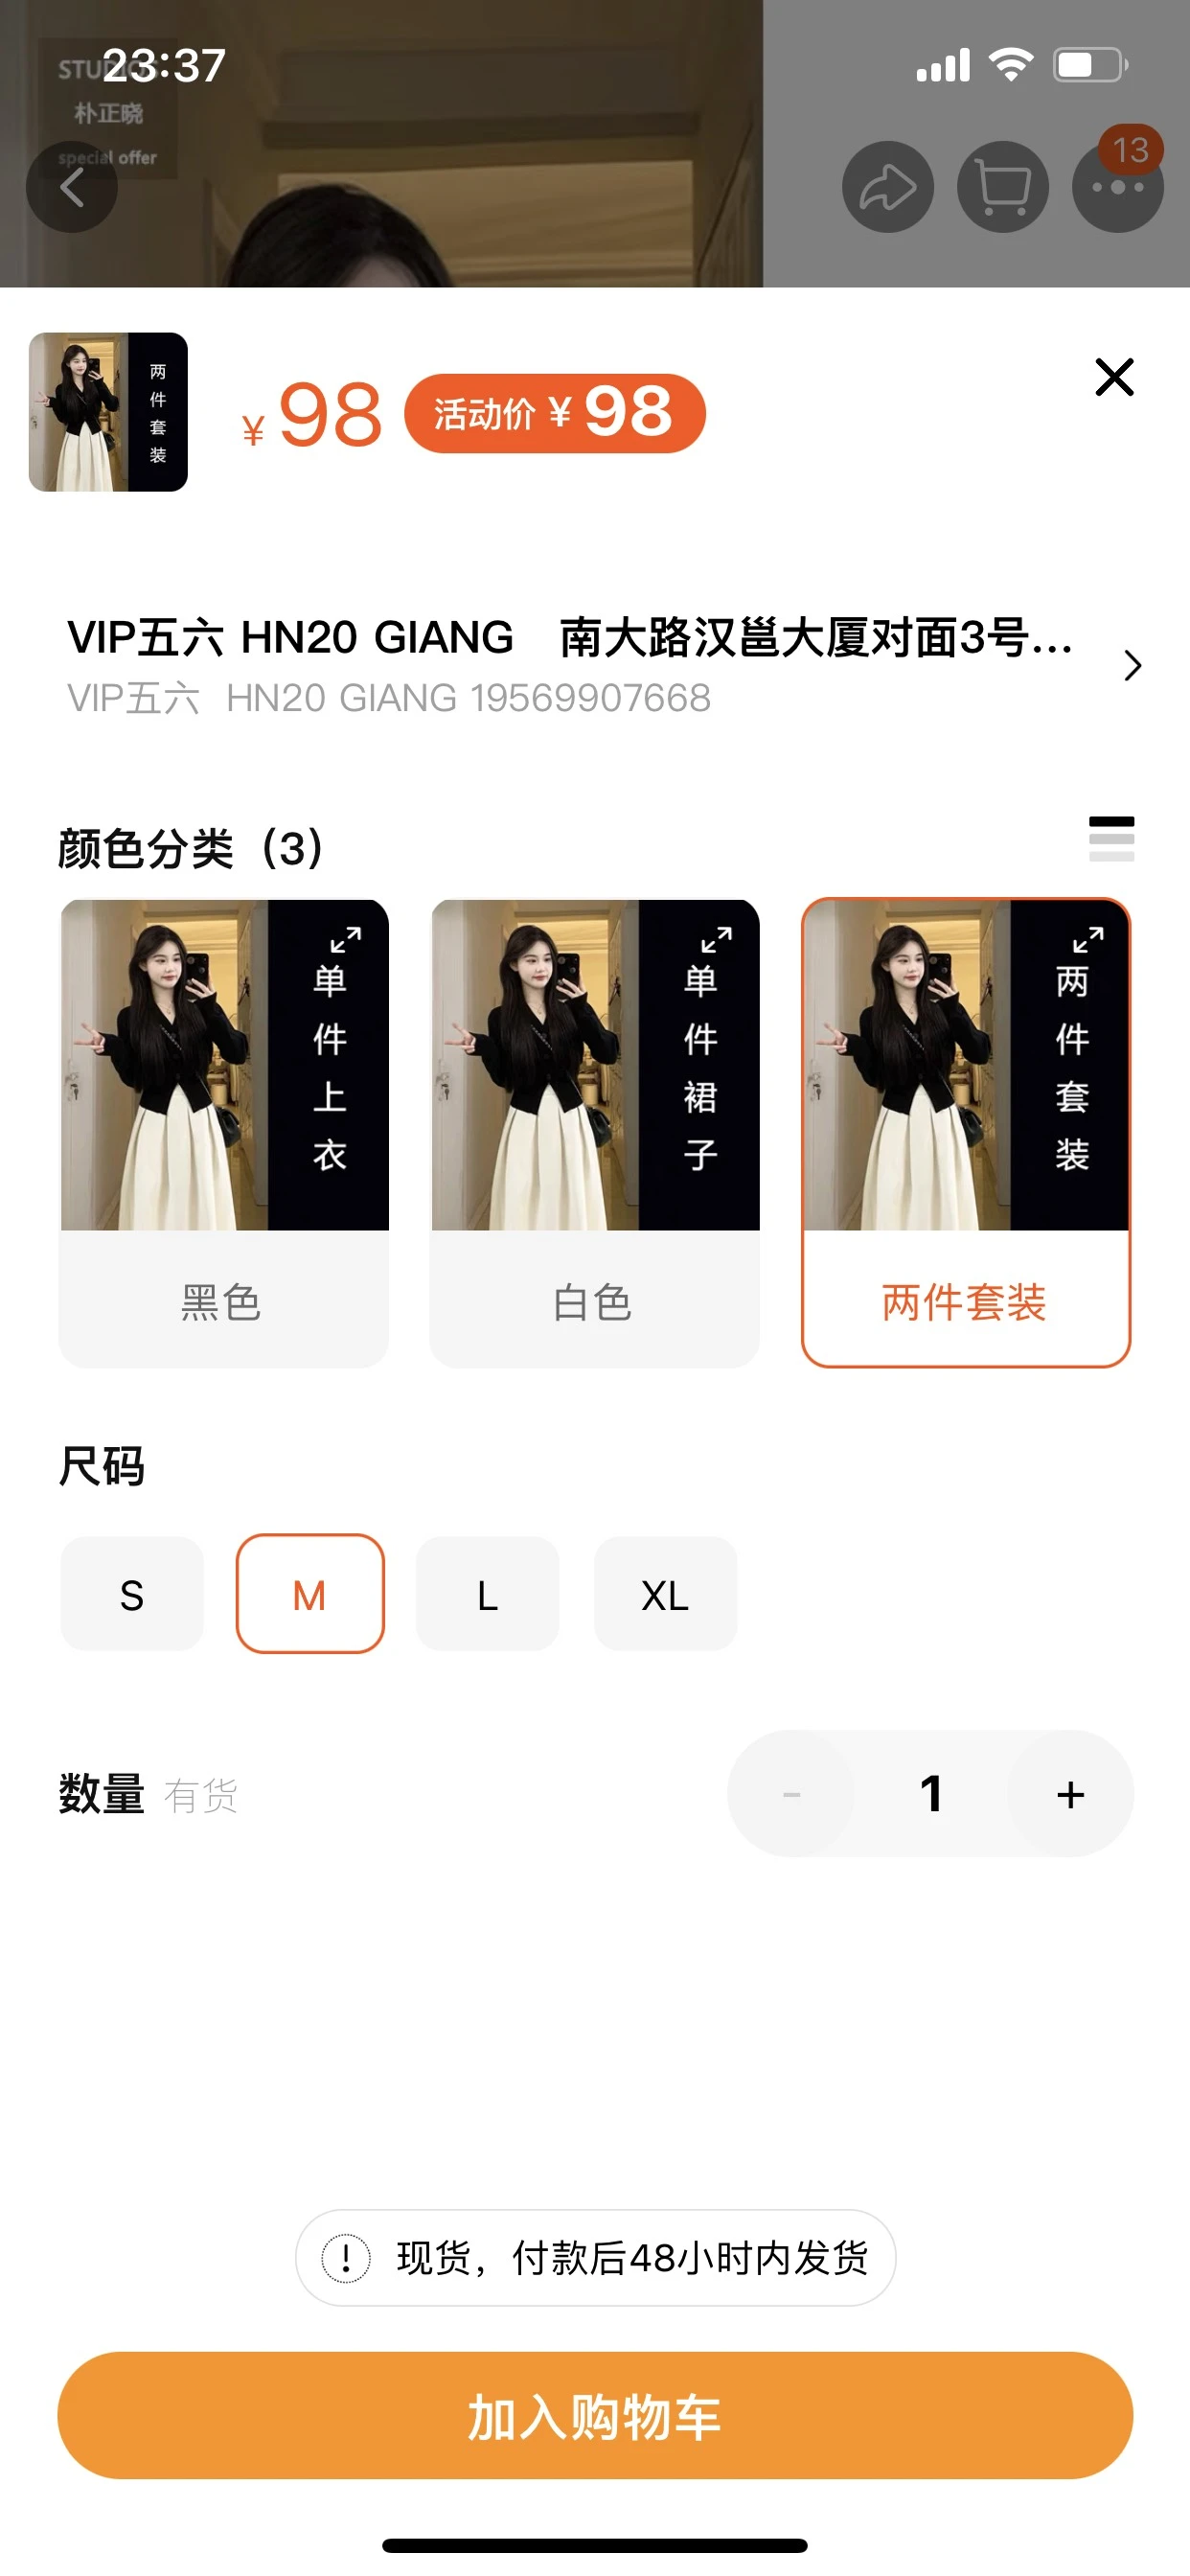 23:37
朴正晓
special offer
13
两件套装
¥ 98
活动价 ¥ 98
VIP五六 HN20 GIANG 南大路汉邕大厦对面3号...
VIP五六 HN20 GIANG 19569907668
颜色分类（3）
单件上衣
单件裙子
两件套装
黑色
白色
两件套装
尺码
S
M
L
XL
数量 有货
- 1 +
现货，付款后48小时内发货
加入购物车